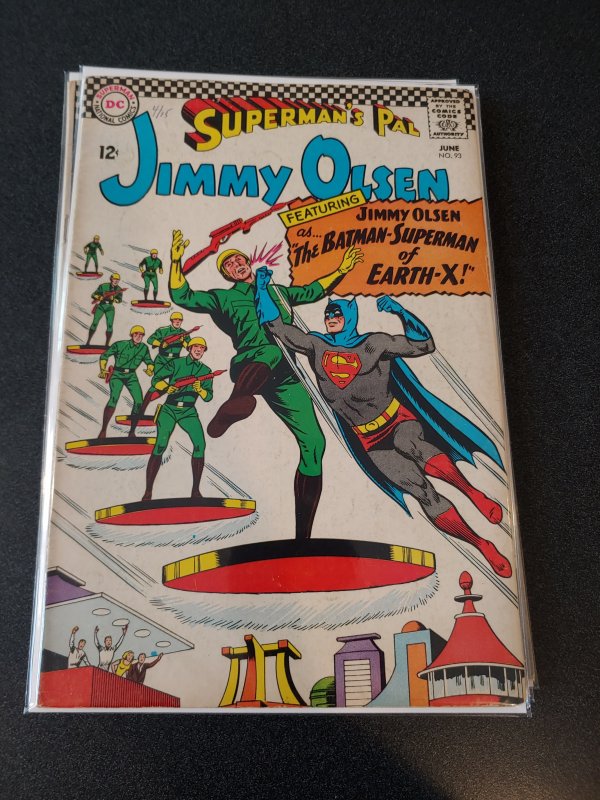 SUPERMAN
DC
NATIONAL COMICS
4/25
SUPERMAN'S PAL
APPROVED
BY THE
COMICS
CODE
AUTHORITY
12¢
JUNE
NO. 93
JIMMY OLSEN
FEATURING
JIMMY OLSEN
as...
"The BATMAN-SUPERMAN
of
EARTH-X!"
S